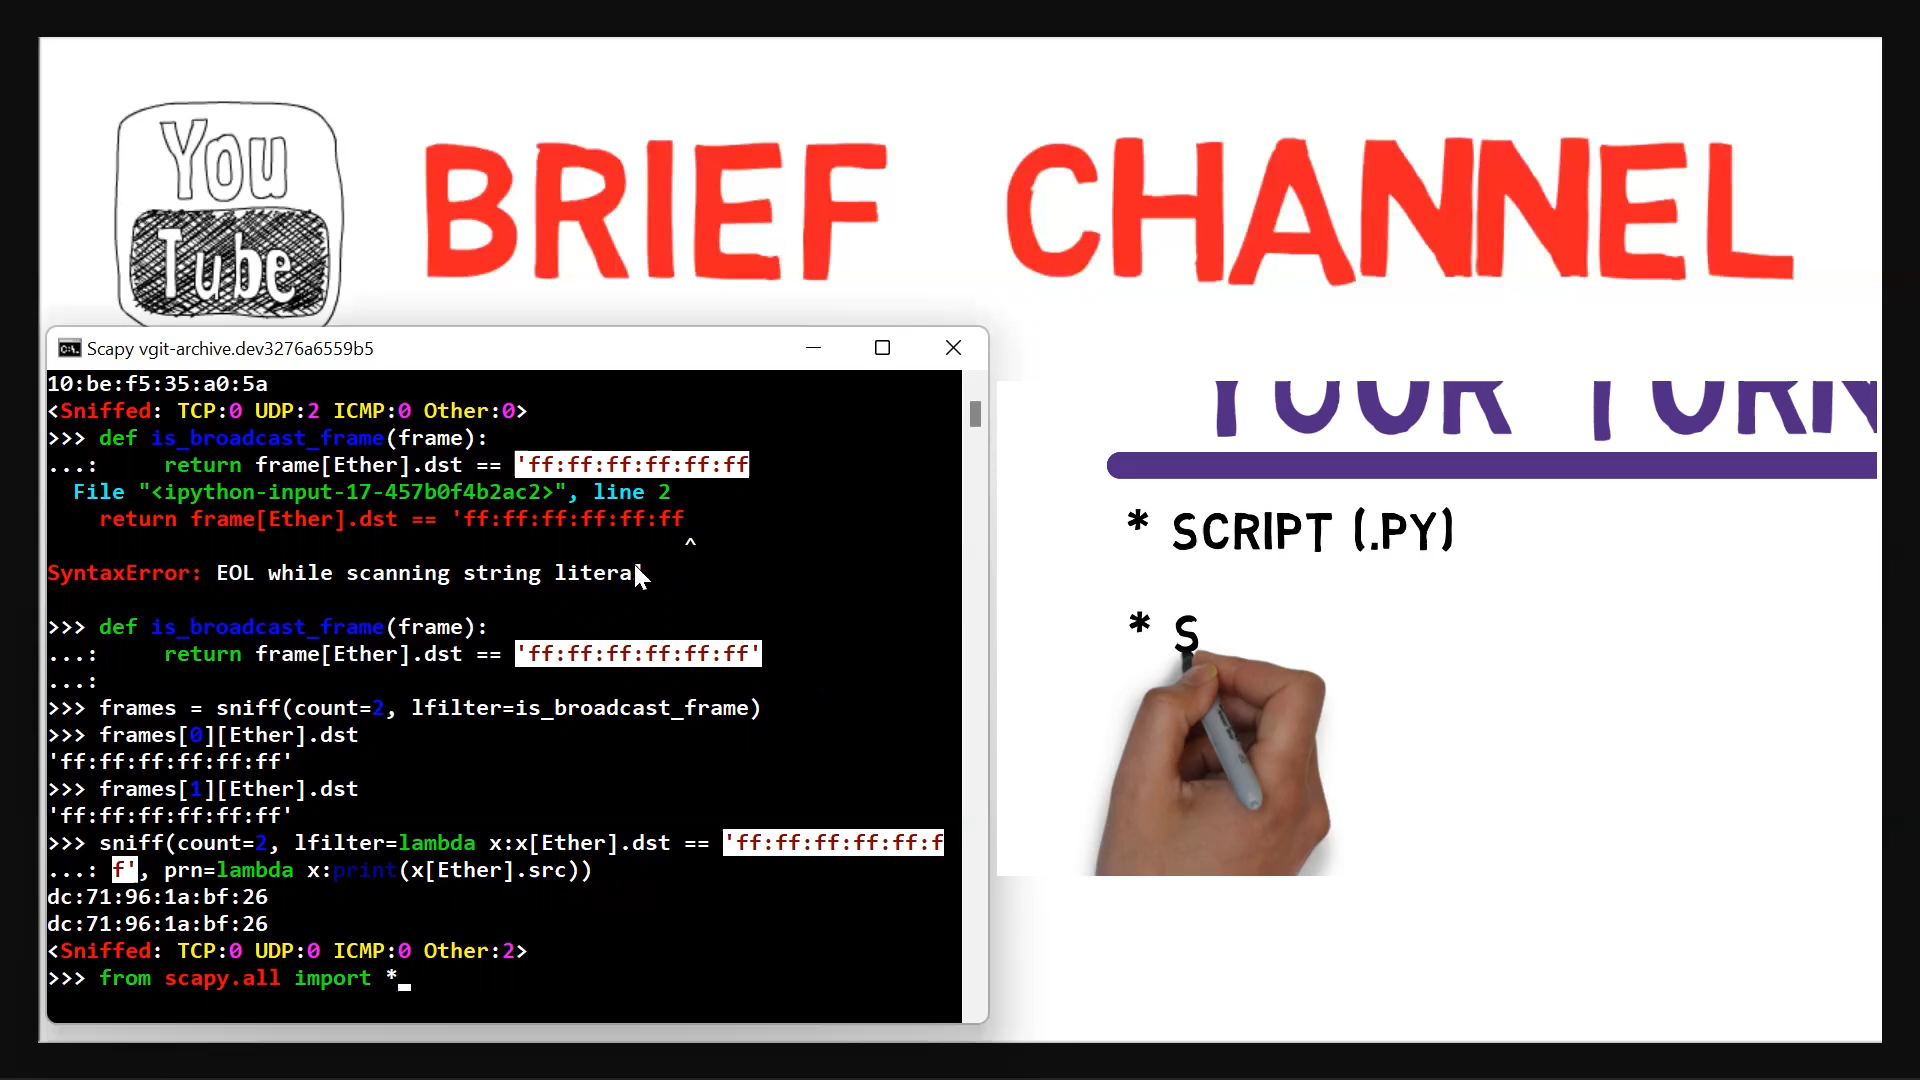 You
Tube
BRIEF CHANNEL
Scapy vgit-archive.dev3276a6559b5
10:be:f5:35:a0:5a
<Sniffed: TCP:0 UDP:2 ICMP:0 Other:0>
>>> def is_broadcast_frame(frame):
...:     return frame[Ether].dst == 'ff:ff:ff:ff:ff:ff
File "<ipython-input-17-457b0f4b2ac2>", line 2
return frame[Ether].dst == 'ff:ff:ff:ff:ff:ff
^
SyntaxError: EOL while scanning string litera
>>> def is_broadcast_frame(frame):
...:     return frame[Ether].dst == 'ff:ff:ff:ff:ff:ff'
...:
>>> frames = sniff(count=2, lfilter=is_broadcast_frame)
>>> frames[0][Ether].dst
'ff:ff:ff:ff:ff:ff'
>>> frames[1][Ether].dst
'ff:ff:ff:ff:ff:ff'
>>> sniff(count=2, lfilter=lambda x:x[Ether].dst == 'ff:ff:ff:ff:ff:f
...: f', prn=lambda x:print(x[Ether].src))
dc:71:96:1a:bf:26
dc:71:96:1a:bf:26
<Sniffed: TCP:0 UDP:0 ICMP:0 Other:2>
>>> from scapy.all import *
YOUR TURN
* SCRIPT (.PY)
* S